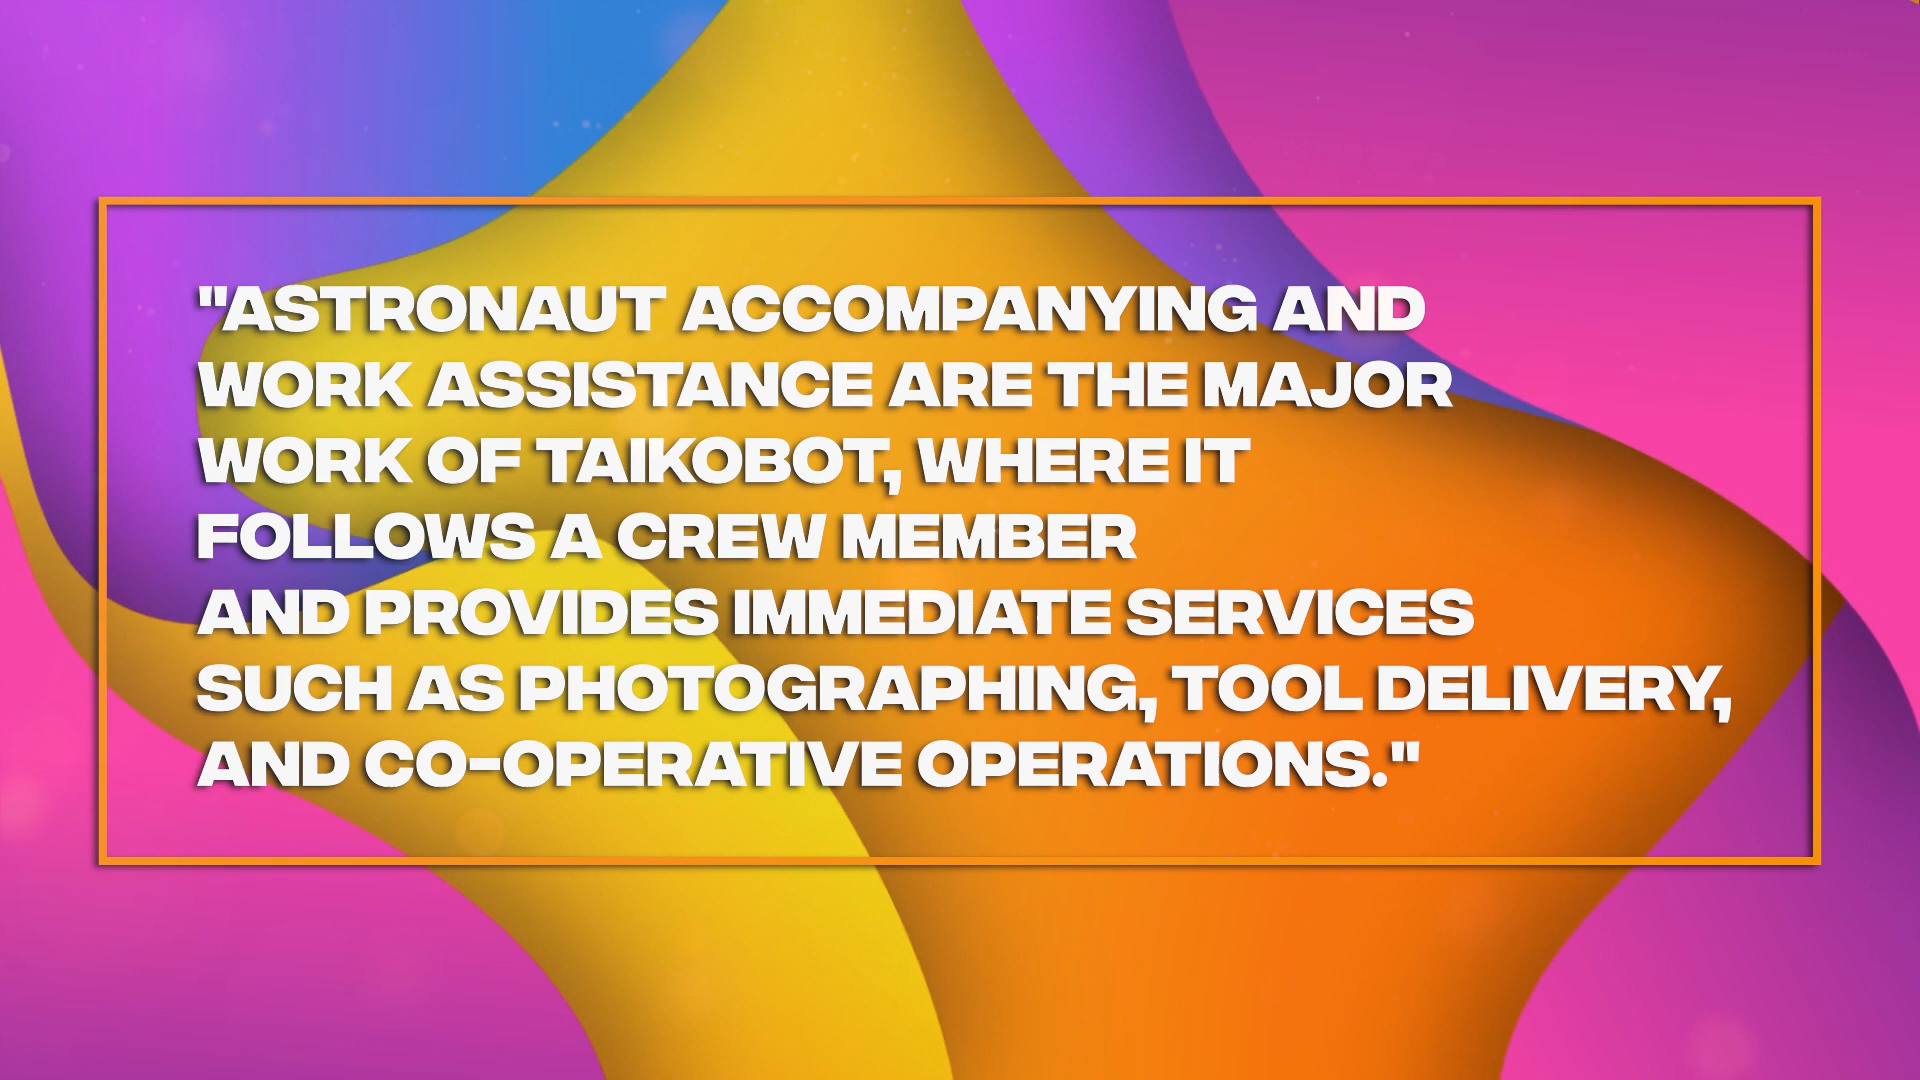 "ASTRONAUT ACCOMPANYING AND
WORK ASSISTANCE ARE THE MAJOR
WORK OF TAIKOBOT, WHERE IT
FOLLOWS A CREW MEMBER
AND PROVIDES IMMEDIATE SERVICES
SUCH AS PHOTOGRAPHING, TOOL DELIVERY,
AND CO-OPERATIVE OPERATIONS."